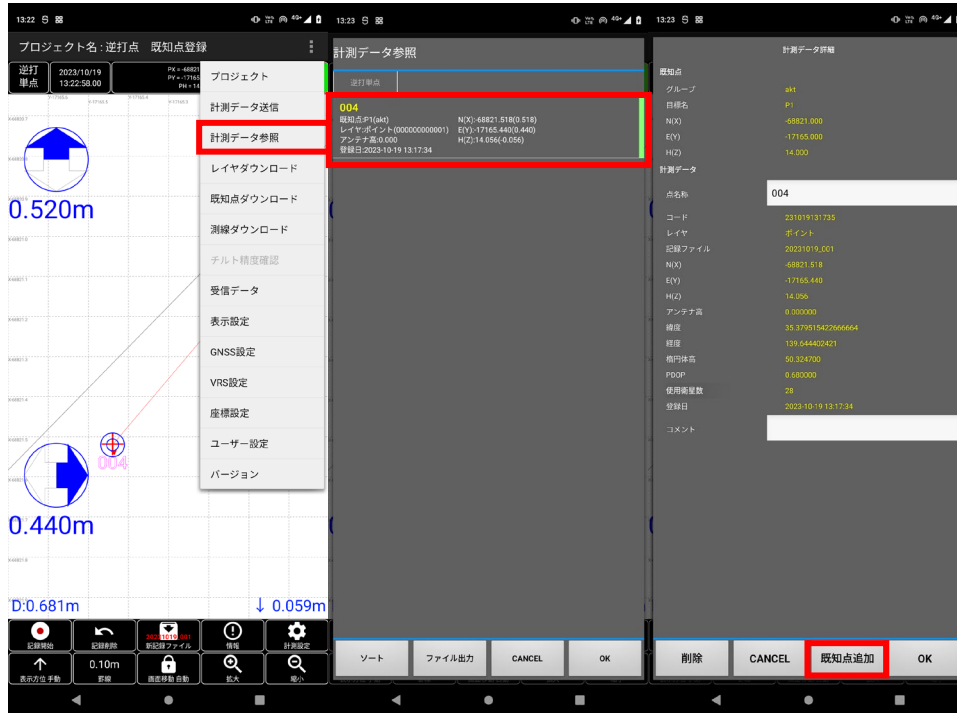 13:22
4G+
プロジェクト名 : 逆打点 既知点登録
逆打
単点
2023/10/19
13:22:58.00
PX = -68821
PY = -17165
PH = 14
0.520m
0.440m
004
D:0.681m
↓ 0.059m
プロジェクト
計測データ送信
計測データ参照
レイヤダウンロード
既知点ダウンロード
測線ダウンロード
チルト精度確認
受信データ
表示設定
GNSS設定
VRS設定
座標設定
ユーザー設定
バージョン
記録開始
記録削除
20231019_001
新記録ファイル
情報
計測設定
表示方位 手動
0.10m
罫線
画面移動 自動
拡大
縮小
13:23
4G+
計測データ参照
逆打単点
004
既知点:P1(akt)
N(X):-68821.518(0.518)
レイヤ:ポイント(000000000001)
E(Y):-17165.440(0.440)
アンテナ高:0.000
H(Z):14.056(-0.056)
登録日:2023-10-19 13:17:34
ソート
ファイル出力
CANCEL
OK
13:23
4G+
計測データ詳細
既知点
グループ akt
目標名 P1
N(X) -68821.000
E(Y) -17165.000
H(Z) 14.000
計測データ
点名称 004
コード 231019131735
レイヤ ポイント
記録ファイル 20231019_001
N(X) -68821.518
E(Y) -17165.440
H(Z) 14.056
アンテナ高 0.000000
緯度 35.379515422666664
経度 139.644402421
楕円体高 50.324700
PDOP 0.680000
使用衛星数 28
登録日 2023-10-19 13:17:34
コメント
削除
CANCEL
既知点追加
OK